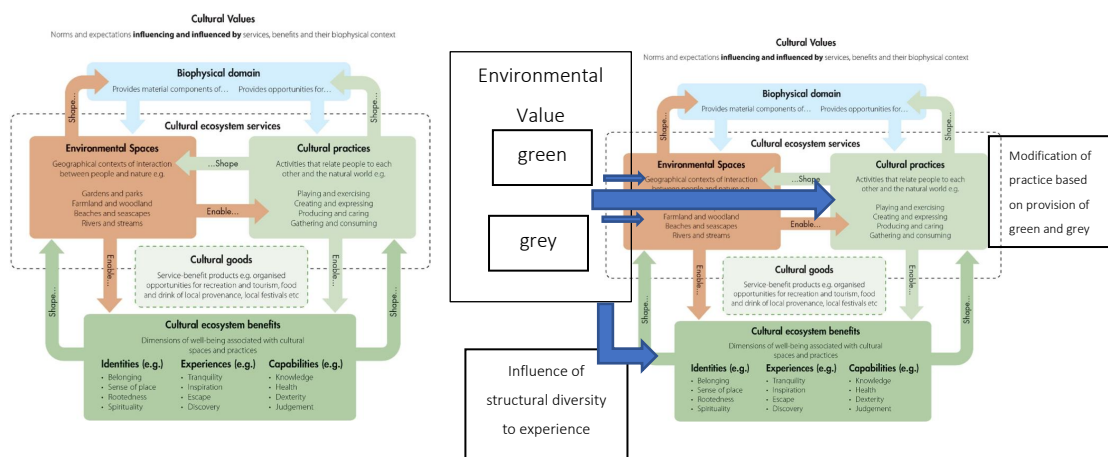 Cultural Values
Norms and expectations influencing and influenced by services, benefits and their biophysical context
Biophysical domain
Provides material components of… Provides opportunities for…
Shape…
Shape…
Cultural ecosystem services
Environmental Spaces
Geographical contexts of interaction
between people and nature e.g.
Gardens and parks
Farmland and woodland
Beaches and seascapes
Rivers and streams
…Shape
Enable…
Cultural practices
Activities that relate people to each
other and the natural world e.g.
Playing and exercising
Creating and expressing
Producing and caring
Gathering and consuming
Enable…
Enable…
Cultural goods
Service-benefit products e.g. organised
opportunities for recreation and tourism, food
and drink of local provenance, local festivals etc
Shape…
Shape…
Cultural ecosystem benefits
Dimensions of well-being associated with cultural
spaces and practices
Identities (e.g.)
• Belonging
• Sense of place
• Rootedness
• Spirituality
Experiences (e.g.)
• Tranquility
• Inspiration
• Escape
• Discovery
Capabilities (e.g.)
• Knowledge
• Health
• Dexterity
• Judgement
Environmental
Value
green
grey
Influence of
structural diversity
to experience
Cultural Values
Norms and expectations influencing and influenced by services, benefits and their biophysical context
Biophysical domain
Provides material components of… Provides opportunities for…
Shape…
Shape…
Cultural ecosystem services
Environmental Spaces
Geographical contexts of interaction
between people and nature e.g.
Farmland and woodland
Beaches and seascapes
Rivers and streams
…Shape
Enable…
Cultural practices
Activities that relate people to each
other and the natural world e.g.
Playing and exercising
Creating and expressing
Producing and caring
Gathering and consuming
Enable…
Enable…
Cultural goods
Service-benefit products e.g. organised
opportunities for recreation and tourism, food
and drink of local provenance, local festivals etc
Shape…
Shape…
Cultural ecosystem benefits
Dimensions of well-being associated with cultural
spaces and practices
Identities (e.g.)
• Belonging
• Sense of place
• Rootedness
• Spirituality
Experiences (e.g.)
• Tranquility
• Inspiration
• Escape
• Discovery
Capabilities (e.g.)
• Knowledge
• Health
• Dexterity
• Judgement
Modification of
practice based
on provision of
green and grey